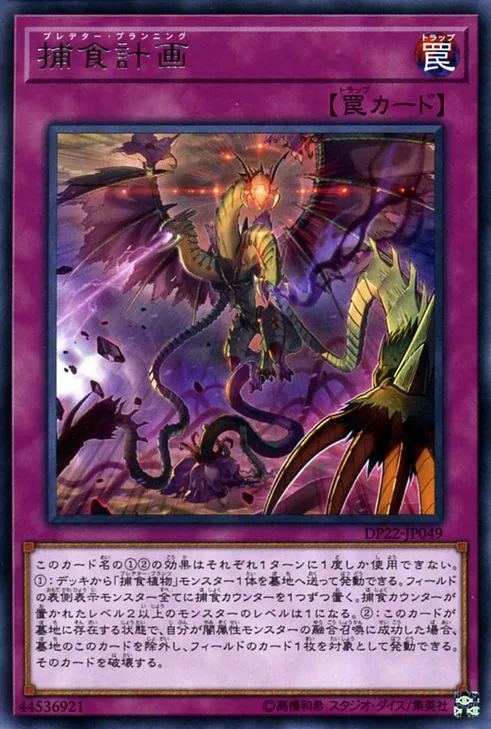 プレデター・プランニング
捕食計画
トラップ
罠
【罠カード】
DP22-JP049
このカード名の①②の効果はそれぞれ1ターンに1度しか使用できない。
①：デッキから「捕食植物」モンスター1体を墓地へ送って発動できる。フィールド
の表側表示モンスター全てに捕食カウンターを1つずつ置く。捕食カウンターが
置かれたレベル2以上のモンスターのレベルは1になる。②：このカードが
墓地に存在する状態で、自分が闇属性モンスターの融合召喚に成功した場合、
墓地のこのカードを除外し、フィールドのカード1枚を対象として発動できる。
そのカードを破壊する。
44536921
©高橋和希 スタジオ・ダイス/集英社